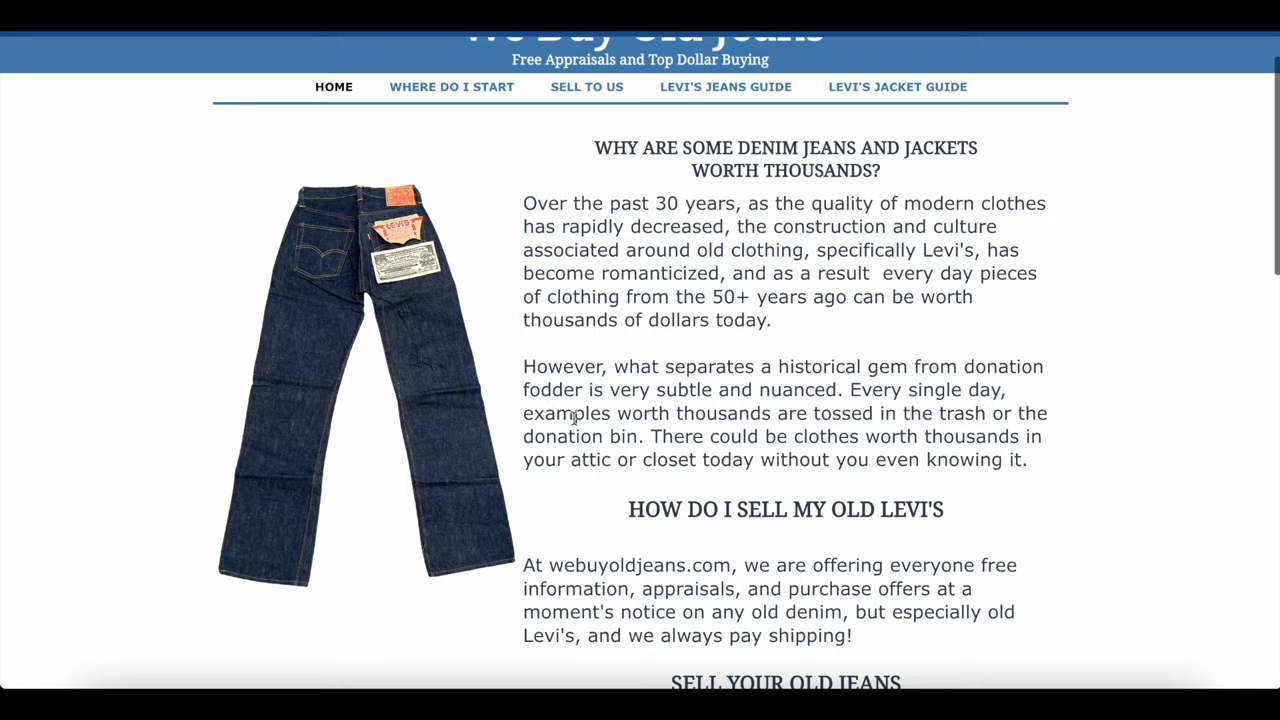 We Buy Old Jeans
Free Appraisals and Top Dollar Buying
HOME WHERE DO I START SELL TO US LEVI'S JEANS GUIDE LEVI'S JACKET GUIDE
WHY ARE SOME DENIM JEANS AND JACKETS
WORTH THOUSANDS?
Over the past 30 years, as the quality of modern clothes
has rapidly decreased, the construction and culture
associated around old clothing, specifically Levi's, has
become romanticized, and as a result every day pieces
of clothing from the 50+ years ago can be worth
thousands of dollars today.
However, what separates a historical gem from donation
fodder is very subtle and nuanced. Every single day,
examples worth thousands are tossed in the trash or the
donation bin. There could be clothes worth thousands in
your attic or closet today without you even knowing it.
HOW DO I SELL MY OLD LEVI'S
At webuyoldjeans.com, we are offering everyone free
information, appraisals, and purchase offers at a
moment's notice on any old denim, but especially old
Levi's, and we always pay shipping!
SELL YOUR OLD JEANS
LEVI'S